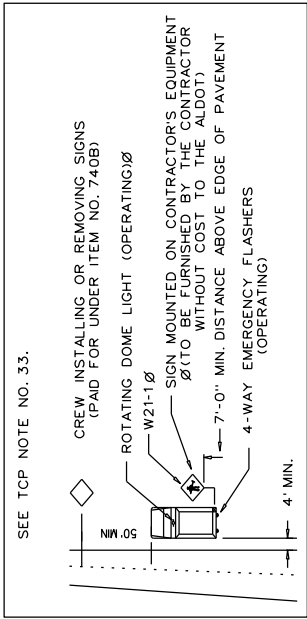 SEE TCP NOTE NO. 33.
CREW INSTALLING OR REMOVING SIGNS
(PAID FOR UNDER ITEM NO. 740B)
50' MIN
ROTATING DOME LIGHT (OPERATING)Ø
W21-1Ø
SIGN MOUNTED ON CONTRACTOR'S EQUIPMENT
Ø(TO BE FURNISHED BY THE CONTRACTOR
WITHOUT COST TO THE ALDOT)
7'-0" MIN. DISTANCE ABOVE EDGE OF PAVEMENT
4-WAY EMERGENCY FLASHERS
(OPERATING)
4' MIN.